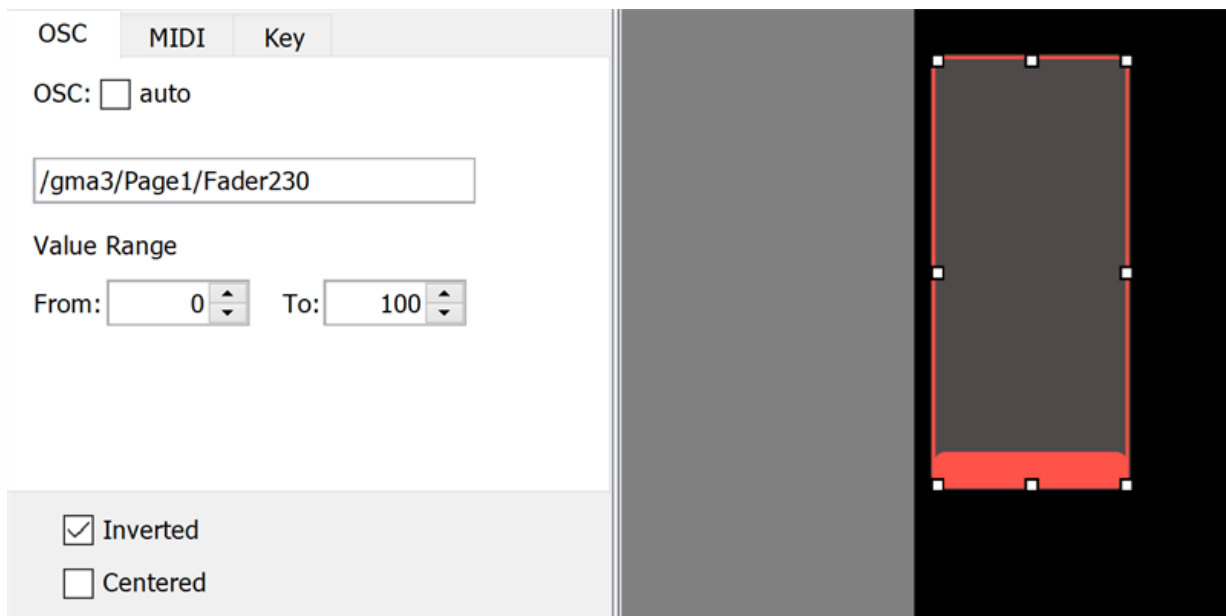 OSC MIDI Key
OSC: auto
/gma3/Page1/Fader230
Value Range
From: 0 To: 100
Inverted
Centered